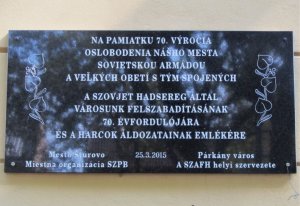 NA PAMIATKU 70. VÝROČIA
OSLOBODENIA NÁŠHO MESTA
SOVIETSKOU ARMÁDOU
A VEĽKÝCH OBETÍ S TÝM SPOJENÝCH
A SZOVJET HADSEREG ÁLTAL
VÁROSUNK FELSZABADÍTÁSÁNAK
70. ÉVFORDULÓJÁRA
ÉS A HARCOK ÁLDOZATAINAK EMLÉKÉRE
Mesto Štúrovo 25.3.2015 Párkány város
Miestna organizácia SZPB A SZAFH helyi szervezete